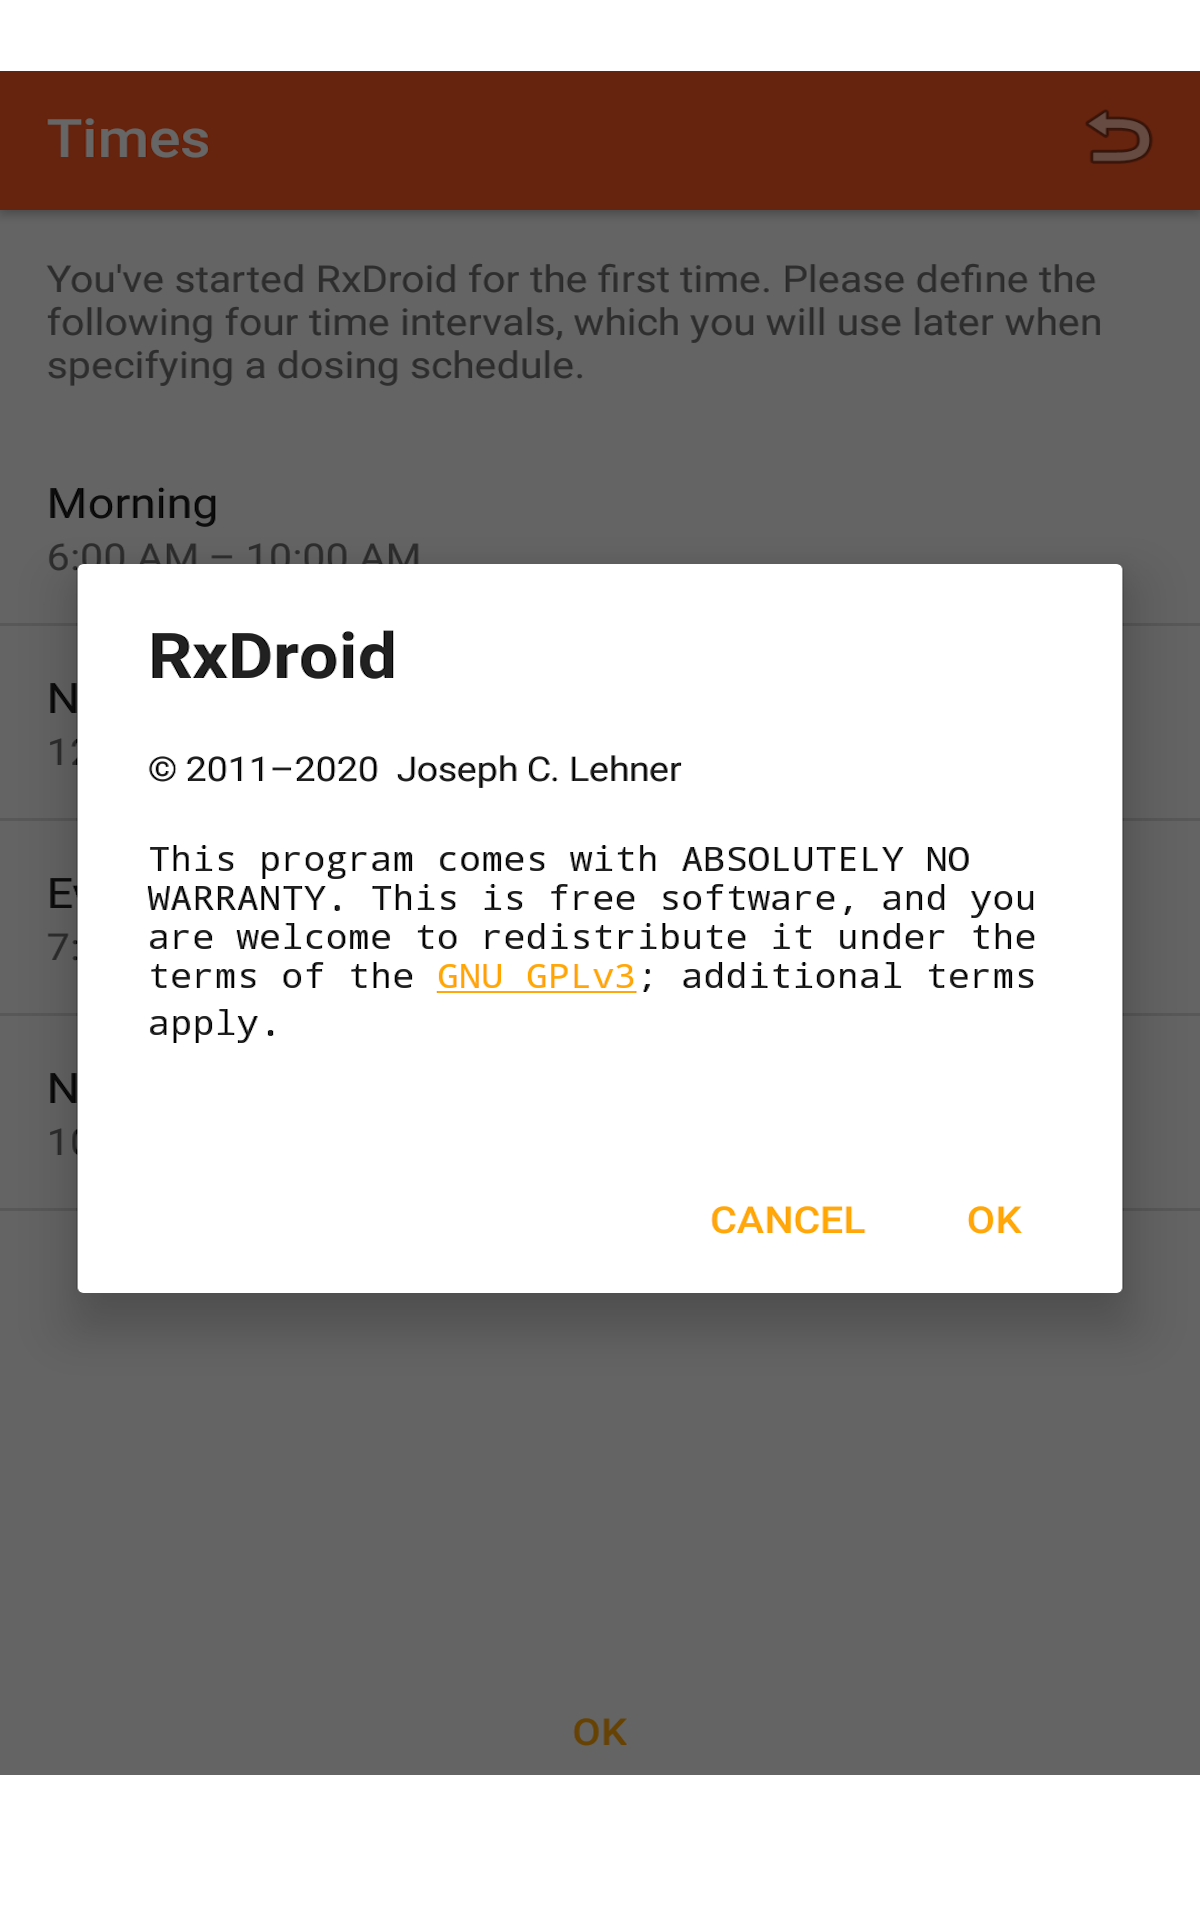 Times
You've started RxDroid for the first time. Please define the
following four time intervals, which you will use later when
specifying a dosing schedule.
Morning
6:00 AM – 10:00 AM
RxDroid
© 2011–2020 Joseph C. Lehner
This program comes with ABSOLUTELY NO
WARRANTY. This is free software, and you
are welcome to redistribute it under the
terms of the GNU GPLv3; additional terms
apply.
CANCEL OK
OK